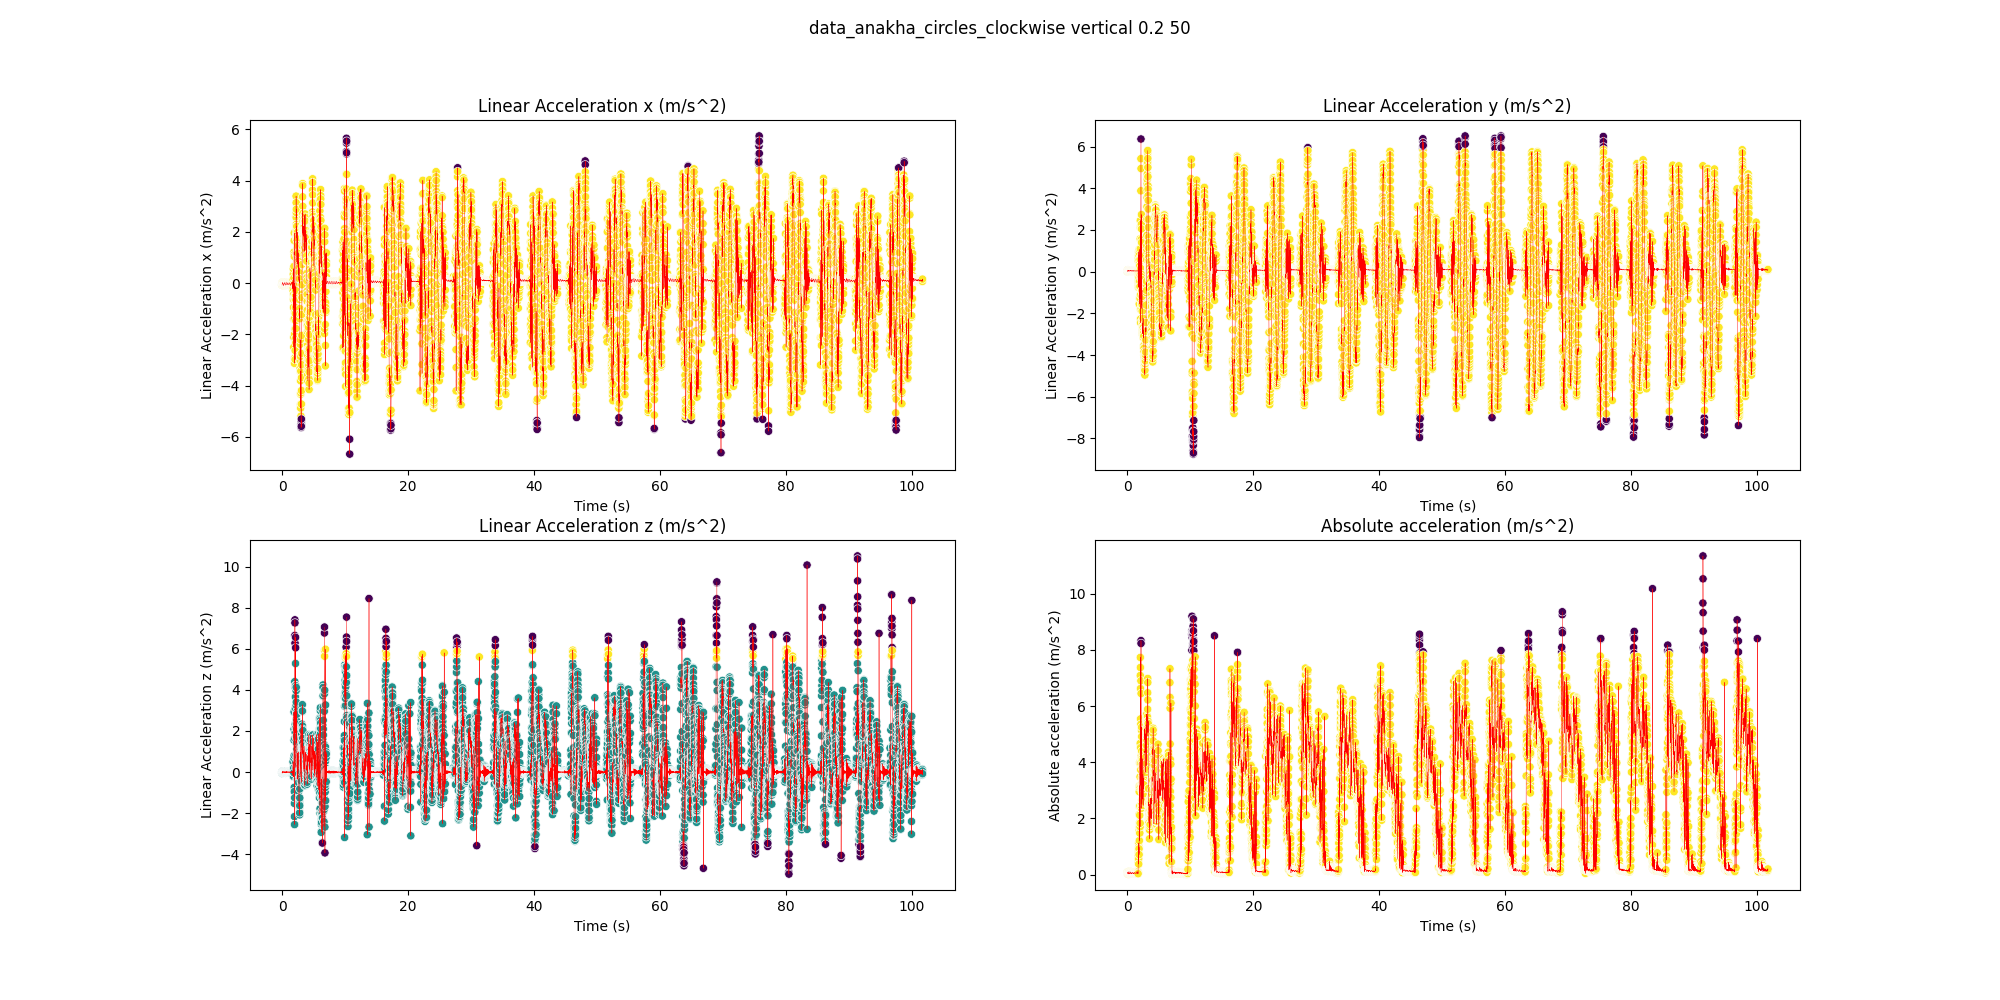 data_anakha_circles_clockwise vertical 0.2 50
Linear Acceleration x (m/s^2)
Linear Acceleration x (m/s^2)
6
4
2
0
−2
−4
−6
0 20 40 60 80 100
Time (s)
Linear Acceleration y (m/s^2)
Linear Acceleration y (m/s^2)
6
4
2
0
−2
−4
−6
−8
0 20 40 60 80 100
Time (s)
Linear Acceleration z (m/s^2)
Linear Acceleration z (m/s^2)
10
8
6
4
2
0
−2
−4
0 20 40 60 80 100
Time (s)
Absolute acceleration (m/s^2)
Absolute acceleration (m/s^2)
10
8
6
4
2
0
0 20 40 60 80 100
Time (s)